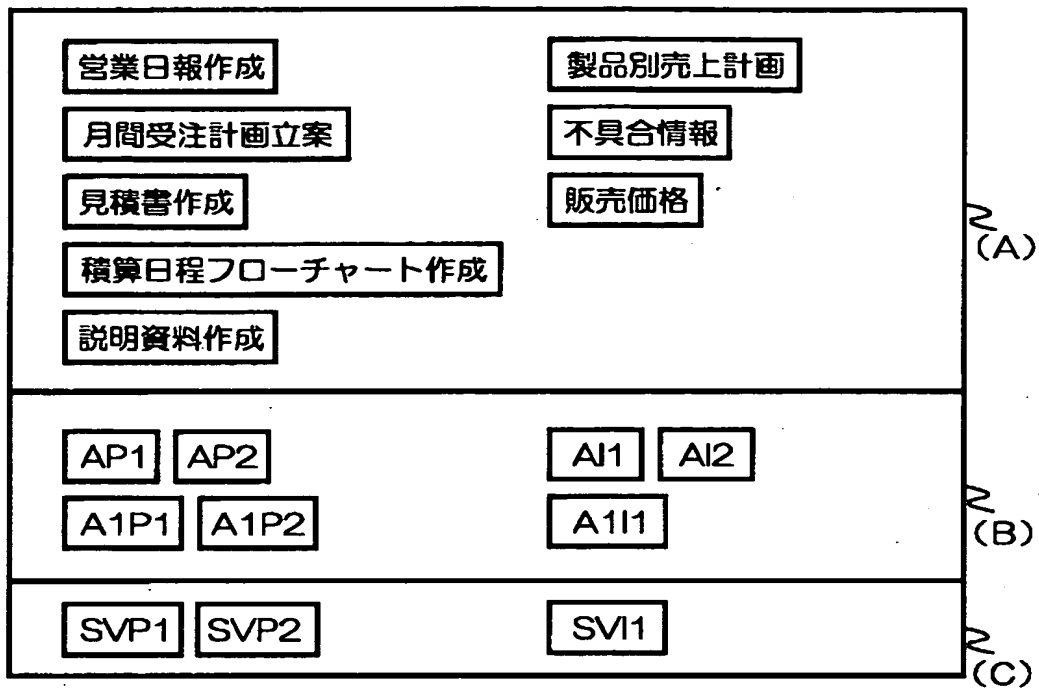 営業日報作成 製品別売上計画
月間受注計画立案 不具合情報
見積書作成 販売価格
(A)
積算日程フローチャート作成
説明資料作成
AP1 AP2 AI1 AI2
A1P1 A1P2 A1I1
(B)
SVP1 SVP2 SVI1
(C)